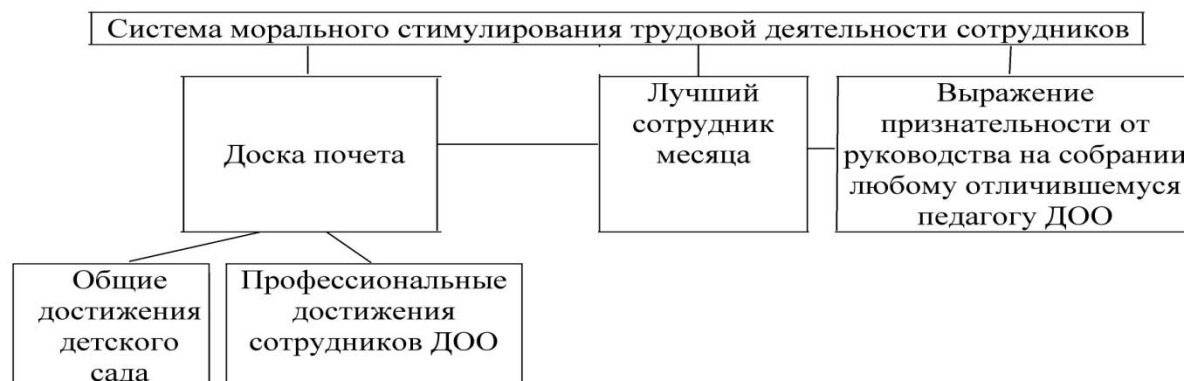 Система морального стимулирования трудовой деятельности сотрудников
Доска почета
Лучший
сотрудник
месяца
Выражение
признательности от
руководства на собрании
любому отличившемуся
педагогу ДОО
Общие
достижения
детского
сада
Профессиональные
достижения
сотрудников ДОО